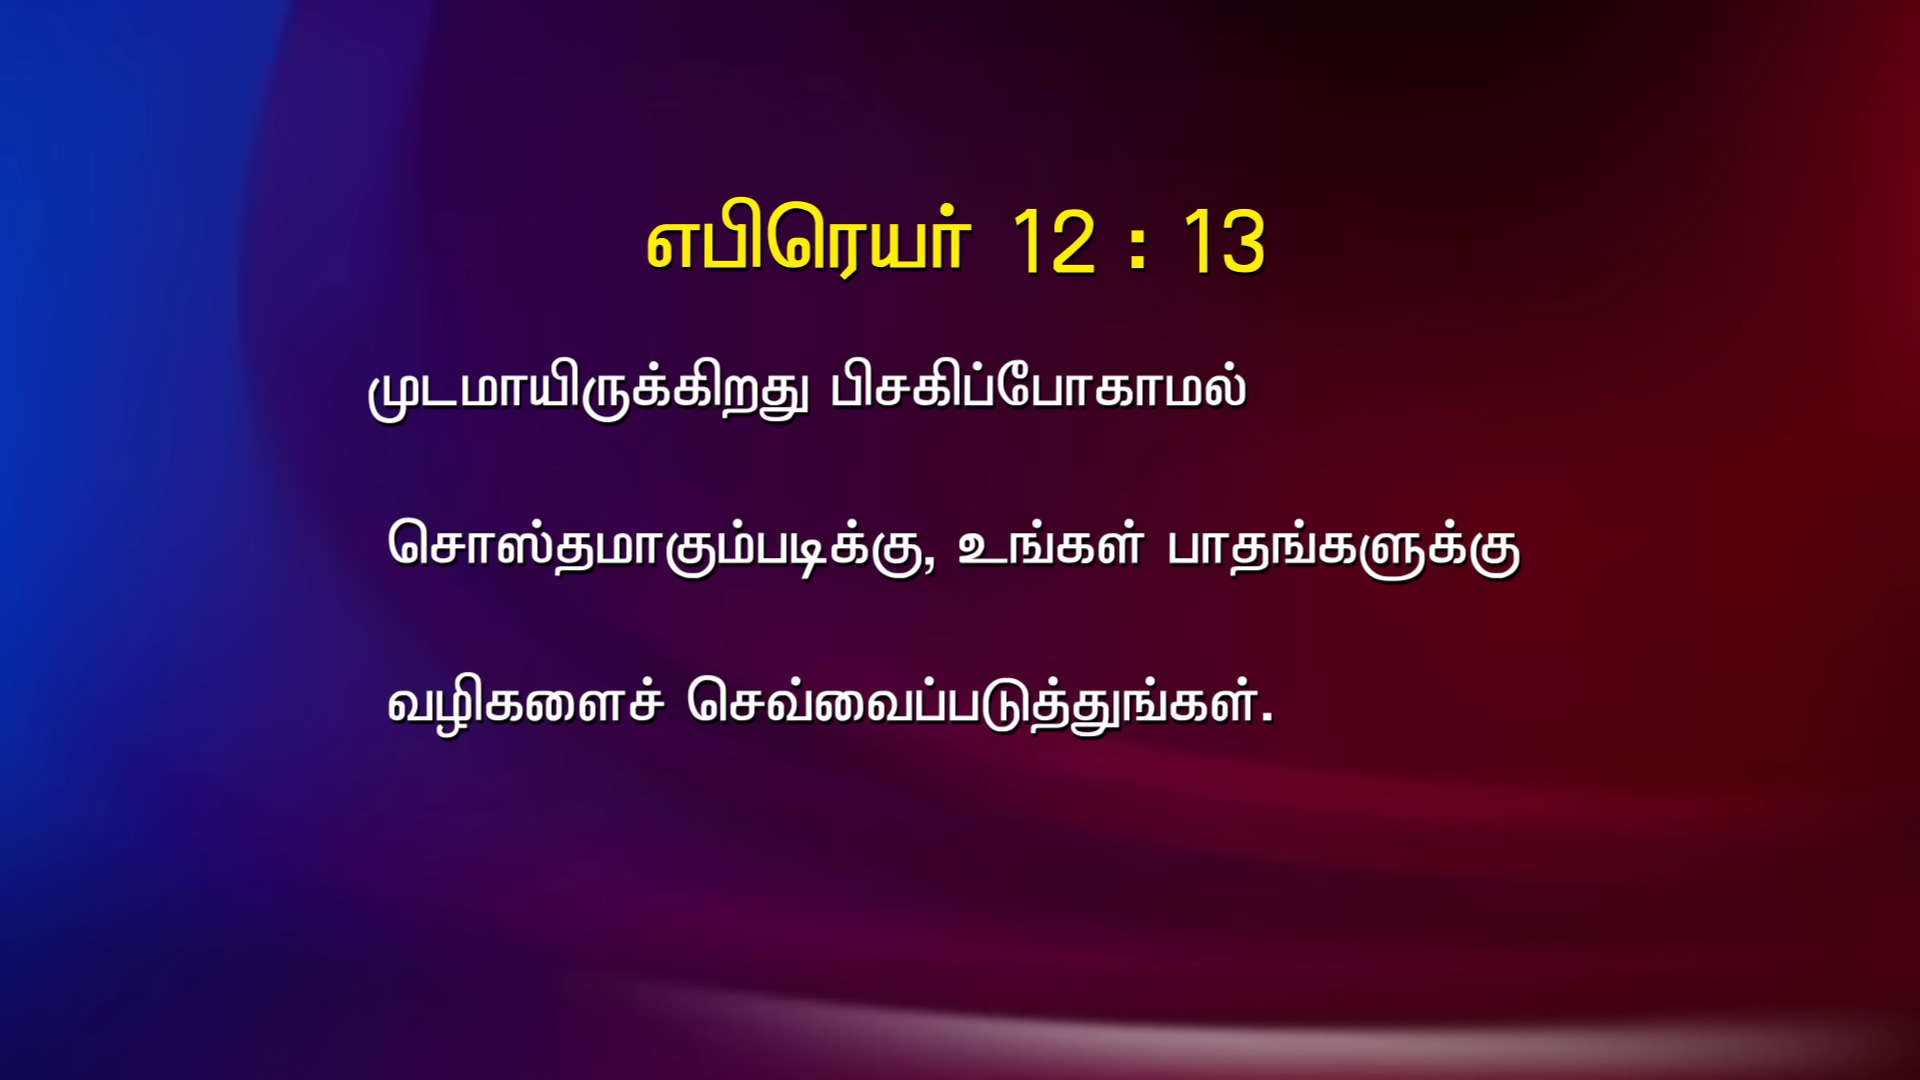 எபிரெயர் 12 : 13
முடமாயிருக்கிறது பிசகிப்போகாமல்
சொஸ்தமாகும்படிக்கு, உங்கள் பாதங்களுக்கு
வழிகளைச் செவ்வைப்படுத்துங்கள்.